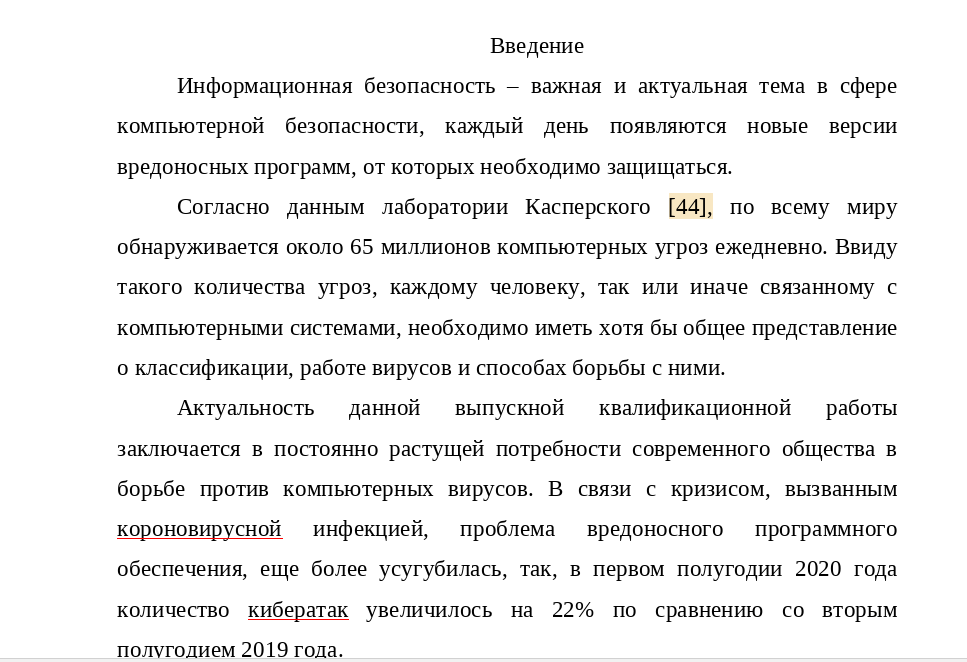 Введение
Информационная безопасность – важная и актуальная тема в сфере
компьютерной безопасности, каждый день появляются новые версии
вредоносных программ, от которых необходимо защищаться.
Согласно данным лаборатории Касперского [44], по всему миру
обнаруживается около 65 миллионов компьютерных угроз ежедневно. Ввиду
такого количества угроз, каждому человеку, так или иначе связанному с
компьютерными системами, необходимо иметь хотя бы общее представление
о классификации, работе вирусов и способах борьбы с ними.
Актуальность данной выпускной квалификационной работы
заключается в постоянно растущей потребности современного общества в
борьбе против компьютерных вирусов. В связи с кризисом, вызванным
короновирусной инфекцией, проблема вредоносного программного
обеспечения, еще более усугубилась, так, в первом полугодии 2020 года
количество кибератак увеличилось на 22% по сравнению со вторым
полугодием 2019 года.